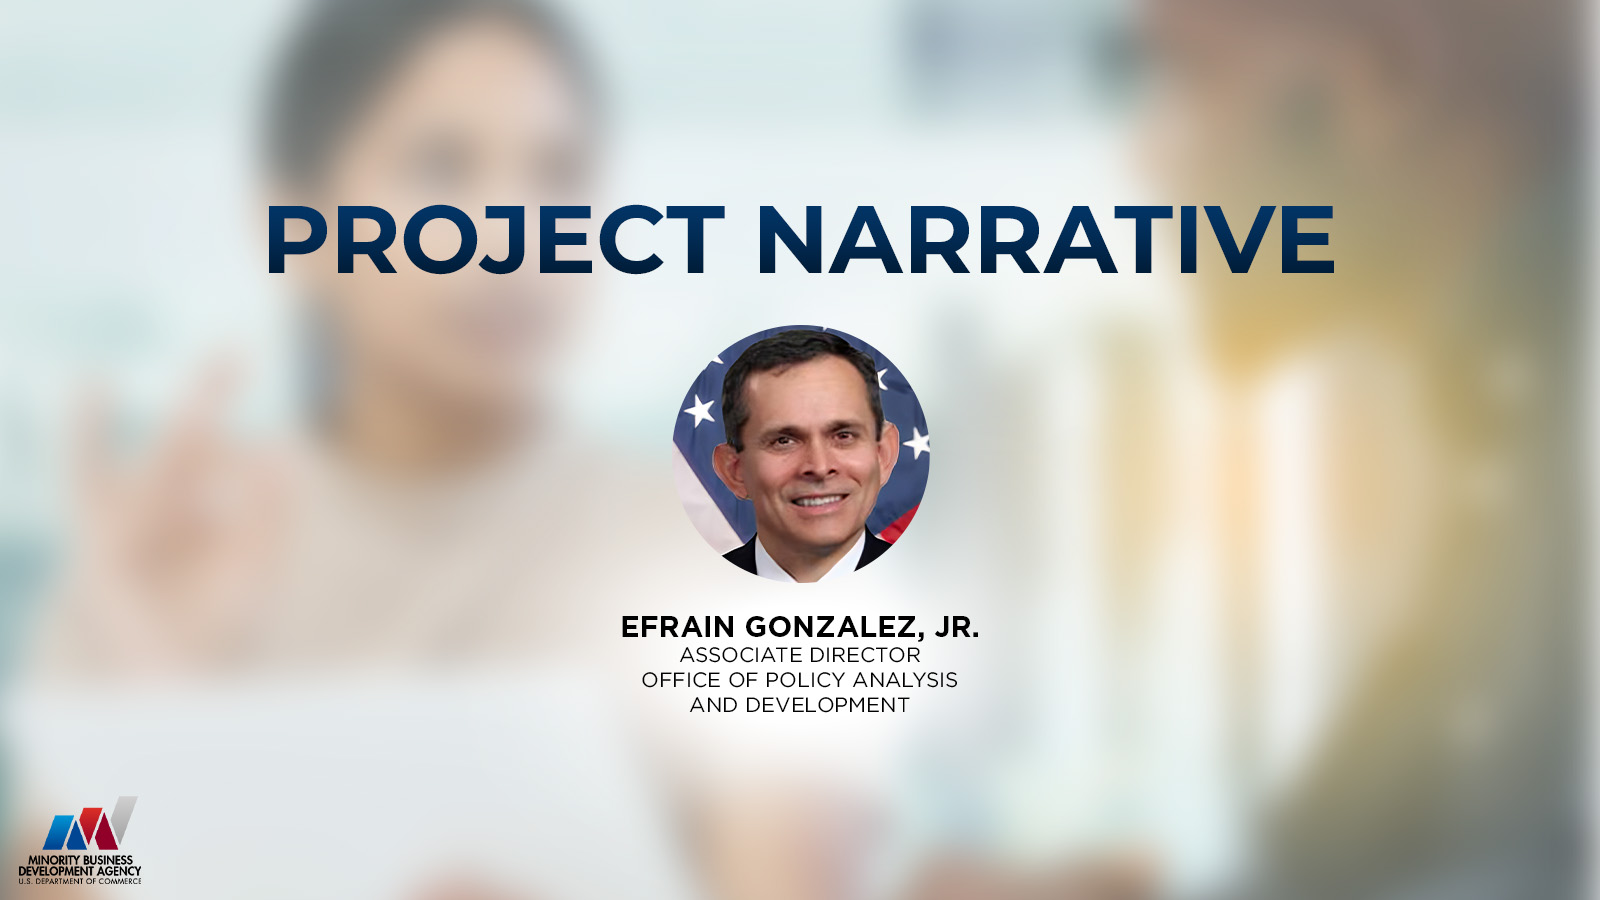 PROJECT NARRATIVE
EFRAIN GONZALEZ, JR.
ASSOCIATE DIRECTOR
OFFICE OF POLICY ANALYSIS
AND DEVELOPMENT
MINORITY BUSINESS
DEVELOPMENT AGENCY
U.S. DEPARTMENT OF COMMERCE